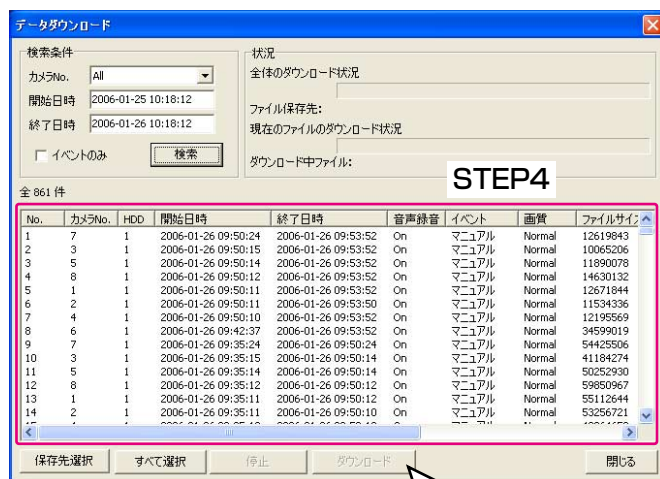 データダウンロード
検索条件
カメラNo. All
開始日時 2006-01-25 10:18:12
終了日時 2006-01-26 10:18:12
イベントのみ 検索
状況
全体のダウンロード状況
ファイル保存先:
現在のファイルのダウンロード状況
ダウンロード中ファイル:
STEP4
全 861 件
No. カメラNo. HDD 開始日時 終了日時 音声録音 イベント 画質 ファイルサイズ
1 7 1 2006-01-26 09:50:24 2006-01-26 09:53:52 On マニュアル Normal 12619843
2 3 1 2006-01-26 09:50:15 2006-01-26 09:53:52 On マニュアル Normal 10065206
3 5 1 2006-01-26 09:50:14 2006-01-26 09:53:52 On マニュアル Normal 11890078
4 8 1 2006-01-26 09:50:12 2006-01-26 09:53:52 On マニュアル Normal 14630132
5 1 1 2006-01-26 09:50:11 2006-01-26 09:53:52 On マニュアル Normal 12671844
6 2 1 2006-01-26 09:50:11 2006-01-26 09:53:50 On マニュアル Normal 11534336
7 4 1 2006-01-26 09:50:10 2006-01-26 09:53:52 On マニュアル Normal 12195569
8 6 1 2006-01-26 09:42:37 2006-01-26 09:53:52 On マニュアル Normal 34599019
9 7 1 2006-01-26 09:35:24 2006-01-26 09:50:24 On マニュアル Normal 54425506
10 3 1 2006-01-26 09:35:15 2006-01-26 09:50:14 On マニュアル Normal 41184274
11 5 1 2006-01-26 09:35:14 2006-01-26 09:50:14 On マニュアル Normal 50252930
12 8 1 2006-01-26 09:35:12 2006-01-26 09:50:12 On マニュアル Normal 59850967
13 1 1 2006-01-26 09:35:11 2006-01-26 09:50:12 On マニュアル Normal 55112644
14 2 1 2006-01-26 09:35:11 2006-01-26 09:50:10 On マニュアル Normal 53256721
保存先選択 すべて選択 停止 ダウンロード 閉じる